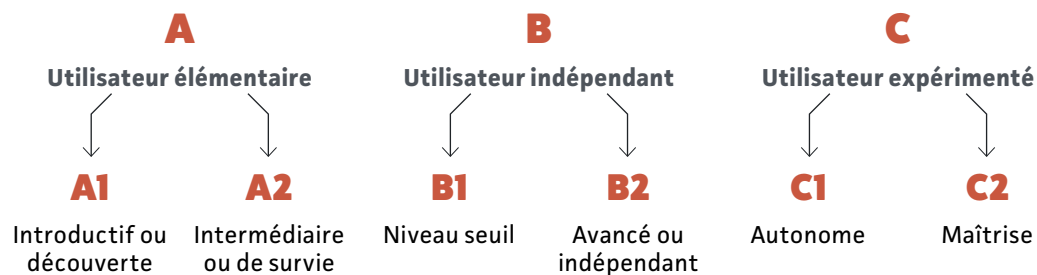 A
B
C
Utilisateur élémentaire
Utilisateur indépendant
Utilisateur expérimenté
A1
A2
B1
B2
C1
C2
Introductif ou
découverte
Intermédiaire
ou de survie
Niveau seuil
Avancé ou
indépendant
Autonome
Maîtrise